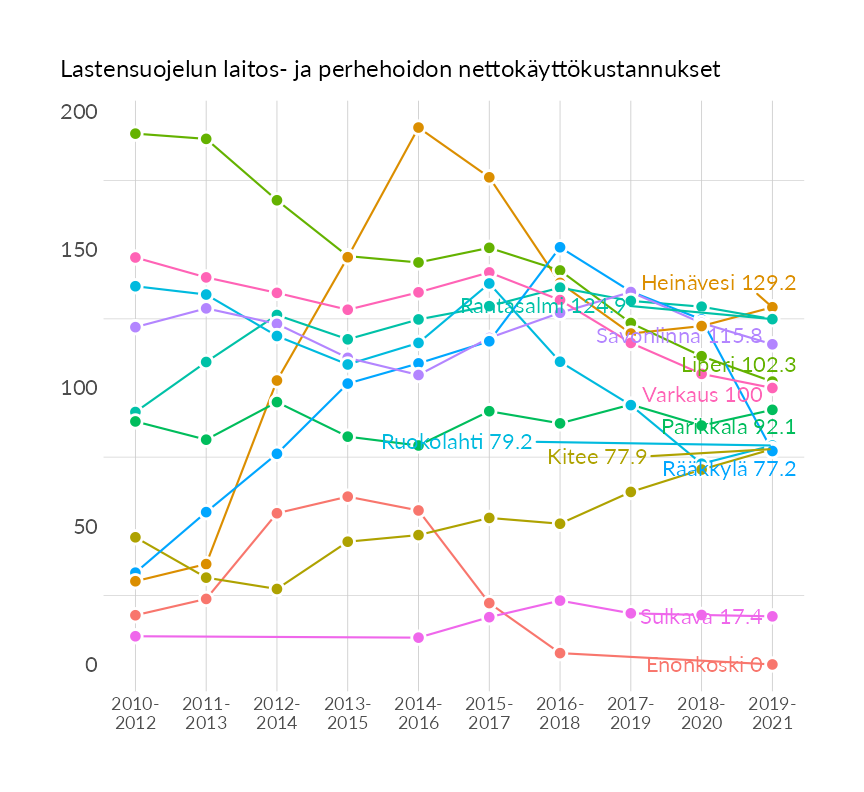 Lastensuojelun laitos- ja perhehoidon nettokäyttökustannukset
200
150
100
50
0
Heinävesi 129.2
Rantasalmi 124.9
Savonlinna 115.8
Liperi 102.3
Varkaus 100
Parikkala 92.1
Ruokolahti 79.2
Kitee 77.9
Rääkkylä 77.2
Sulkava 17.4
Enonkoski 0
2010-
2012
2011-
2013
2012-
2014
2013-
2015
2014-
2016
2015-
2017
2016-
2018
2017-
2019
2018-
2020
2019-
2021